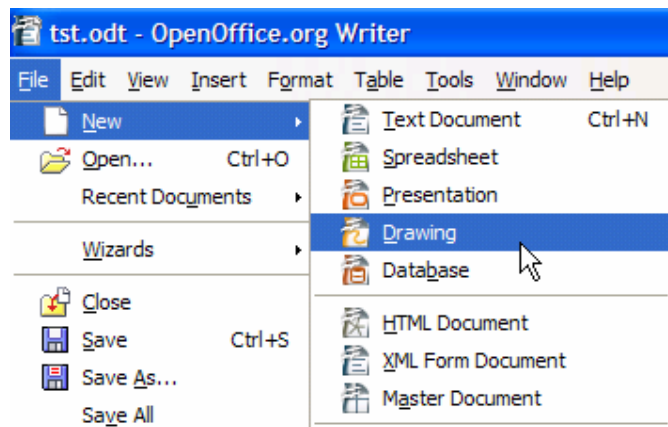 tst.odt - OpenOffice.org Writer
File Edit View Insert Format Table Tools Window Help
New
Open... Ctrl+O
Recent Documents
Wizards
Close
Save Ctrl+S
Save As...
Save All
Text Document Ctrl+N
Spreadsheet
Presentation
Drawing
Database
HTML Document
XML Form Document
Master Document